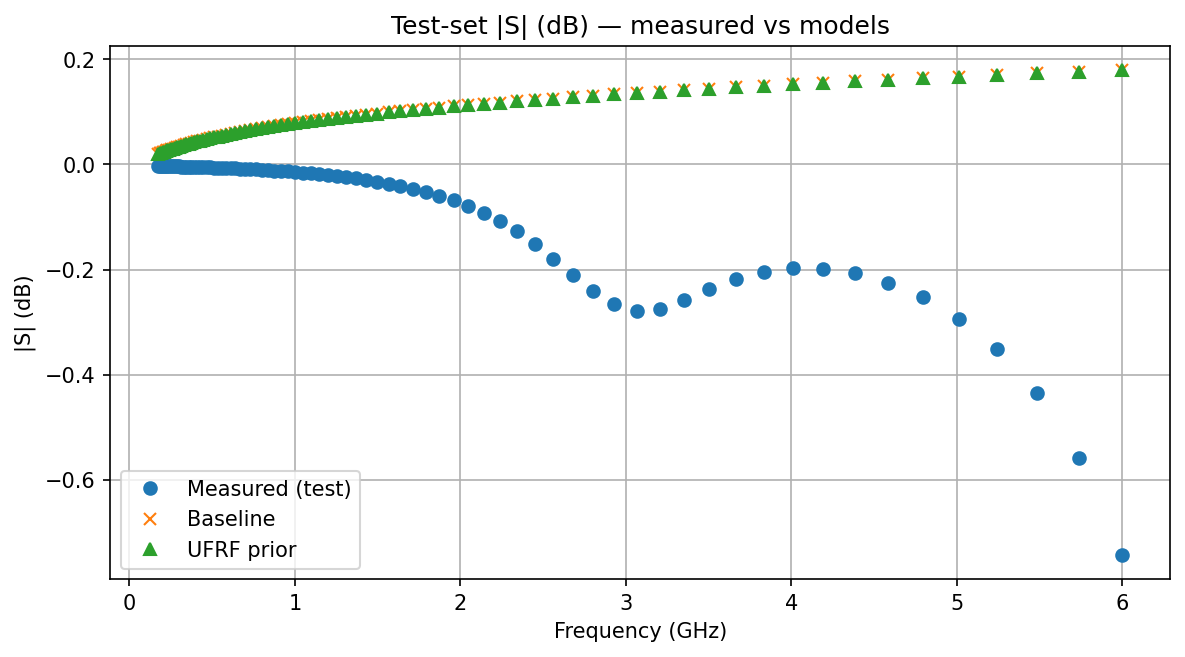 Test-set |S| (dB) — measured vs models
|S| (dB)
0.2
0.0
−0.2
−0.4
−0.6
Measured (test)
Baseline
UFRF prior
0 1 2 3 4 5 6
Frequency (GHz)